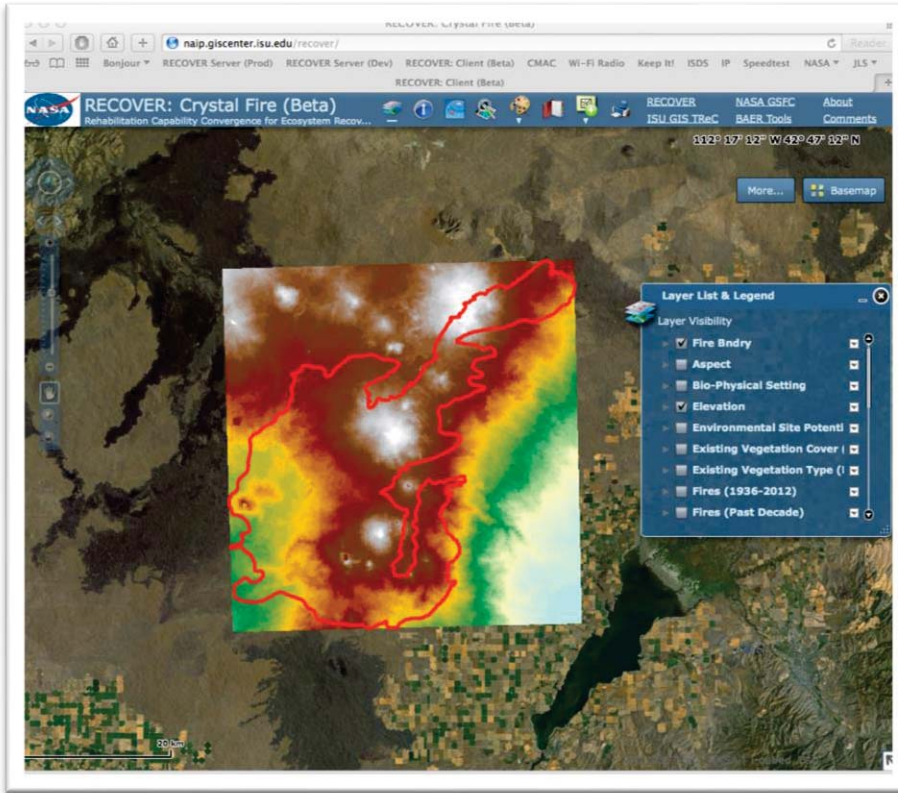 RECOVER: Crystal Fire (Beta)
naip.giscenter.isu.edu/recover/
Reader
Bonjour RECOVER Server (Prod) RECOVER Server (Dev) RECOVER: Client (Beta) CMAC Wi-Fi Radio Keep It! ISDS IP Speedtest NASA JLS
RECOVER: Client (Beta)
NASA
RECOVER: Crystal Fire (Beta)
Rehabilitation Capability Convergence for Ecosystem Recov...
RECOVER NASA GSFC About
ISU GIS TReC BAER Tools Comments
112° 17' 12" W 42° 47' 12" N
More... Basemap
Layer List & Legend
Layer Visibility
Fire Bndry
Aspect
Bio-Physical Setting
Elevation
Environmental Site Potenti
Existing Vegetation Cover (
Existing Vegetation Type (
Fires (1936-2012)
Fires (Past Decade)
20 km